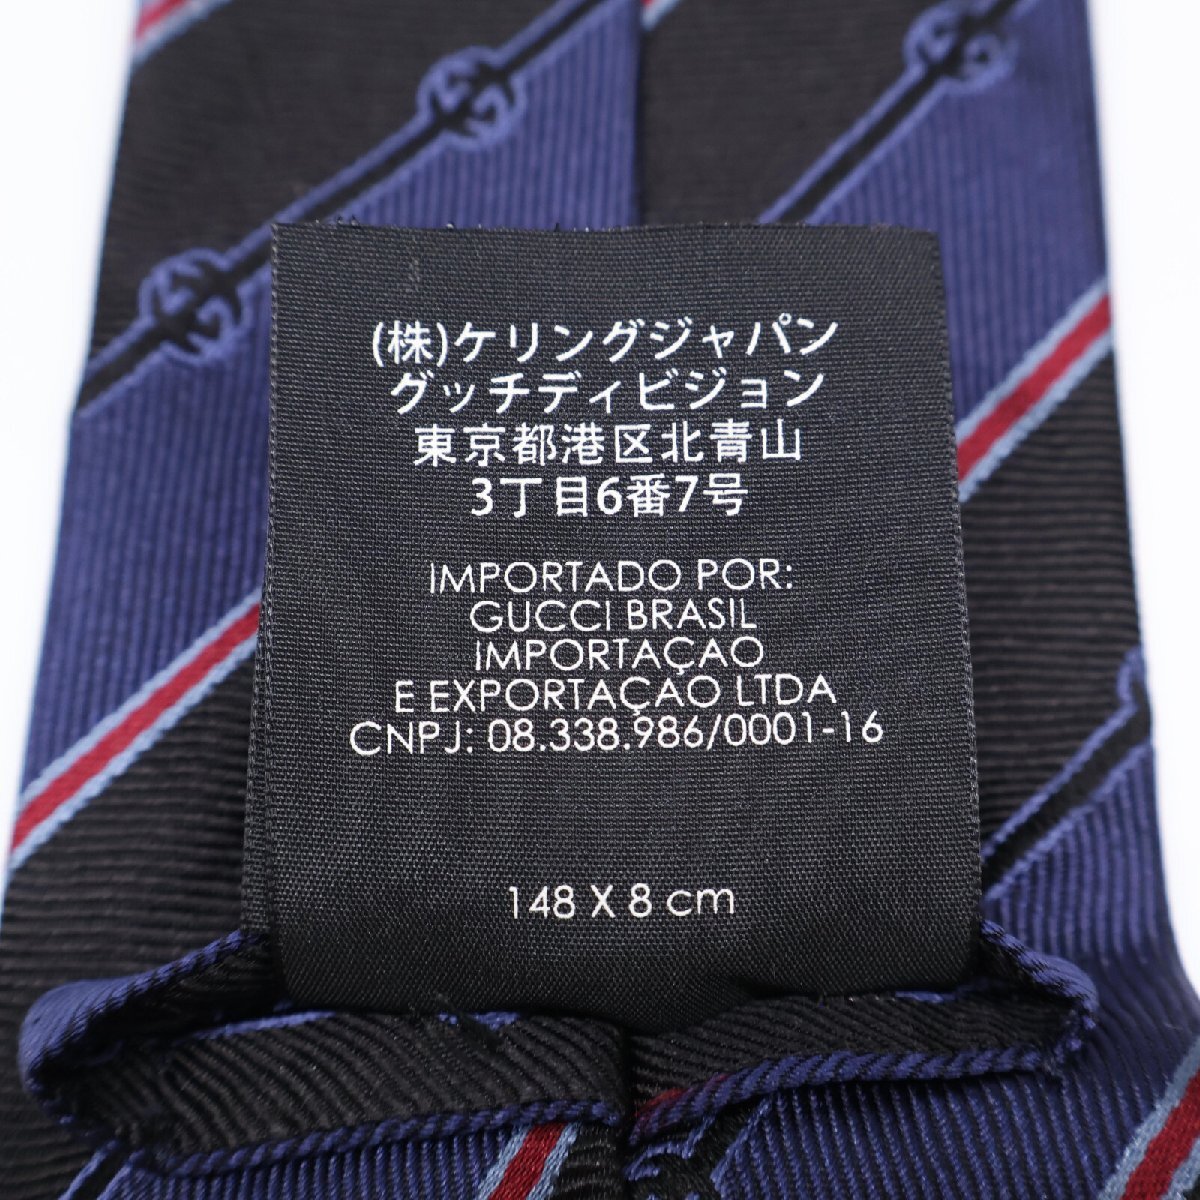 (株)ケリングジャパン
グッチディビジョン
東京都港区北青山
3丁目6番7号
IMPORTADO POR:
GUCCI BRASIL
IMPORTAÇAO
E EXPORTAÇAO LTDA
CNPJ: 08.338.986/0001-16
148 X 8 cm